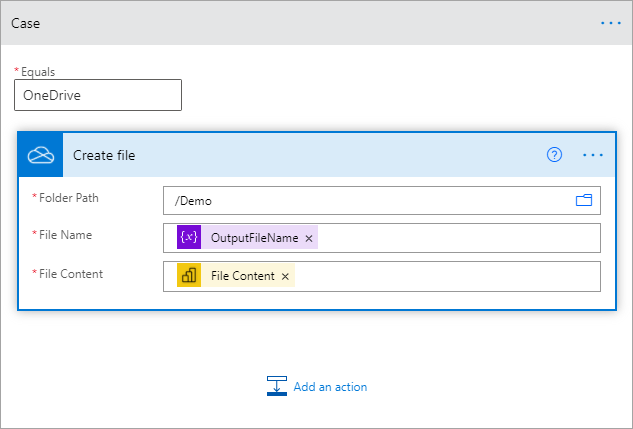 Case
* Equals
OneDrive
Create file
* Folder Path /Demo
* File Name {x} OutputFileName ×
* File Content File Content ×
Add an action